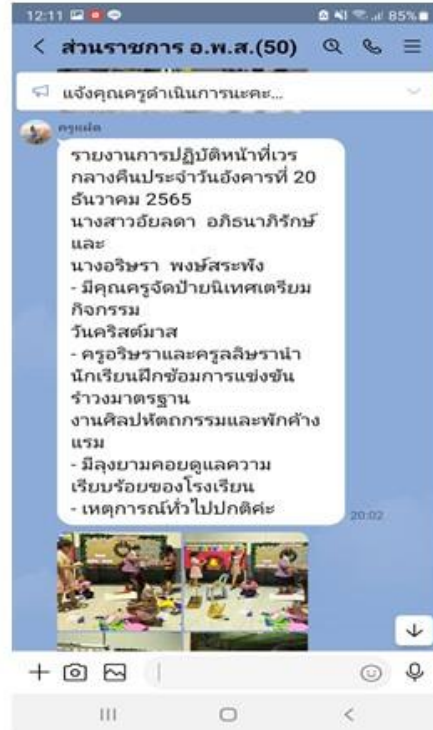 12:11
85%
ส่วนราชการ อ.พ.ส.(50)
แจ้งคุณครูดำเนินการนะคะ...
รายงานการปฏิบัติหน้าที่เวร
กลางคืนประจำวันอังคารที่ 20
ธันวาคม 2565
นางสาวอัยลดา อภิธนาภิรักษ์
และ
นางอริษรา พงษ์สระพัง
- มีคุณครูจัดป้ายนิเทศเตรียม
กิจกรรม
วันคริสต์มาส
- ครูอริษราและครูลลิษรานำ
นักเรียนฝึกซ้อมการแข่งขัน
รำวงมาตรฐาน
งานศิลปหัตถกรรมและพักค้าง
แรม
- มีลุงยามคอยดูแลความ
เรียบร้อยของโรงเรียน
- เหตุการณ์ทั่วไปปกติค่ะ
20:02